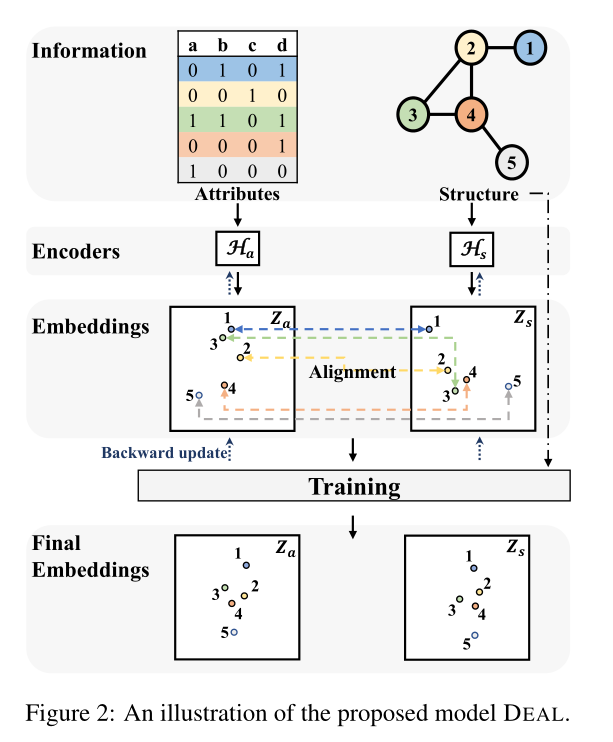 Information
a b c d
0 1 0 1
0 0 1 0
1 1 0 1
0 0 0 1
1 0 0 0
Attributes
2 1
3 4
5
Structure
Encoders
ℋₐ
ℋₛ
Embeddings
Zₐ
1
3
2
4
5
Zₛ
1
2
4
3
5
Alignment
Backward update
Training
Final
Embeddings
Zₐ
1
3
2
4
5
Zₛ
1
2
3
4
5
Figure 2: An illustration of the proposed model DEAL.